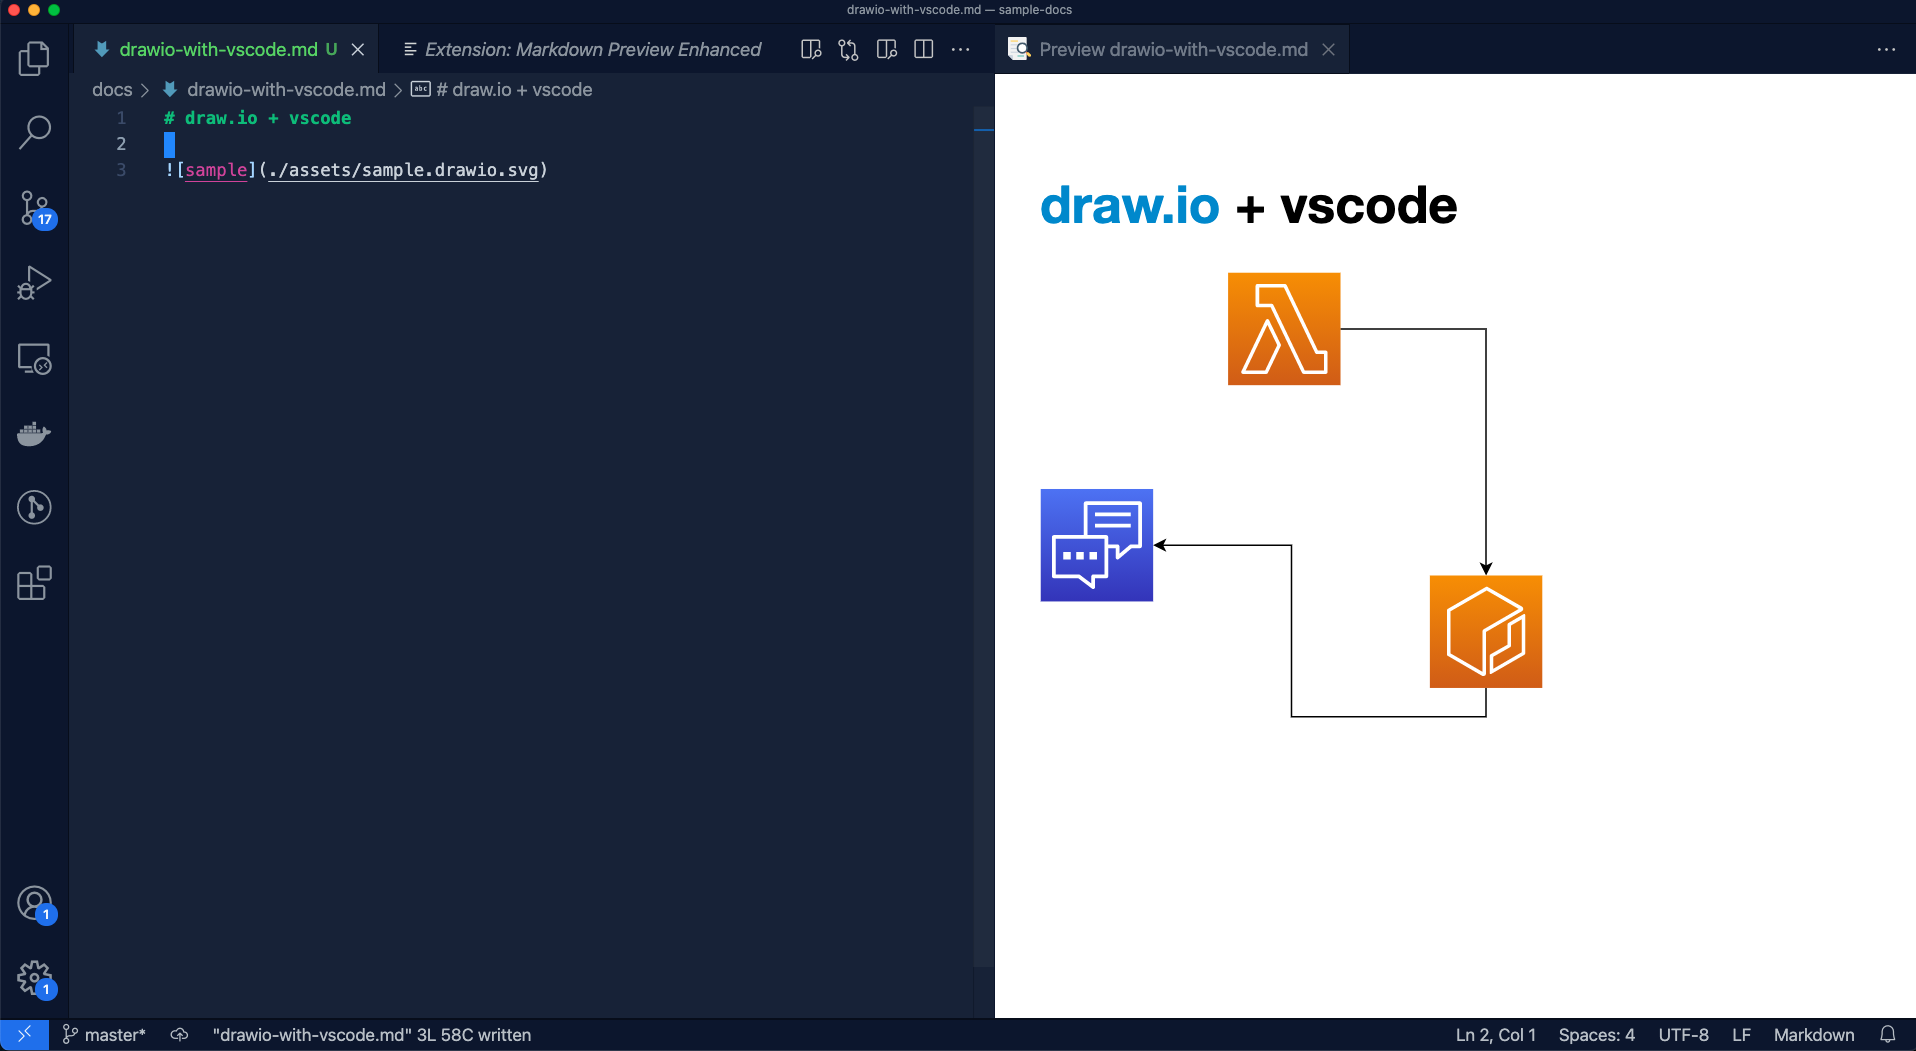 drawio-with-vscode.md — sample-docs
drawio-with-vscode.md U
Extension: Markdown Preview Enhanced
Preview drawio-with-vscode.md
docs > drawio-with-vscode.md > abc # draw.io + vscode
1 # draw.io + vscode
2
3 ![sample](./assets/sample.drawio.svg)
draw.io + vscode
17
1
1
master* "drawio-with-vscode.md" 3L 58C written Ln 2, Col 1 Spaces: 4 UTF-8 LF Markdown